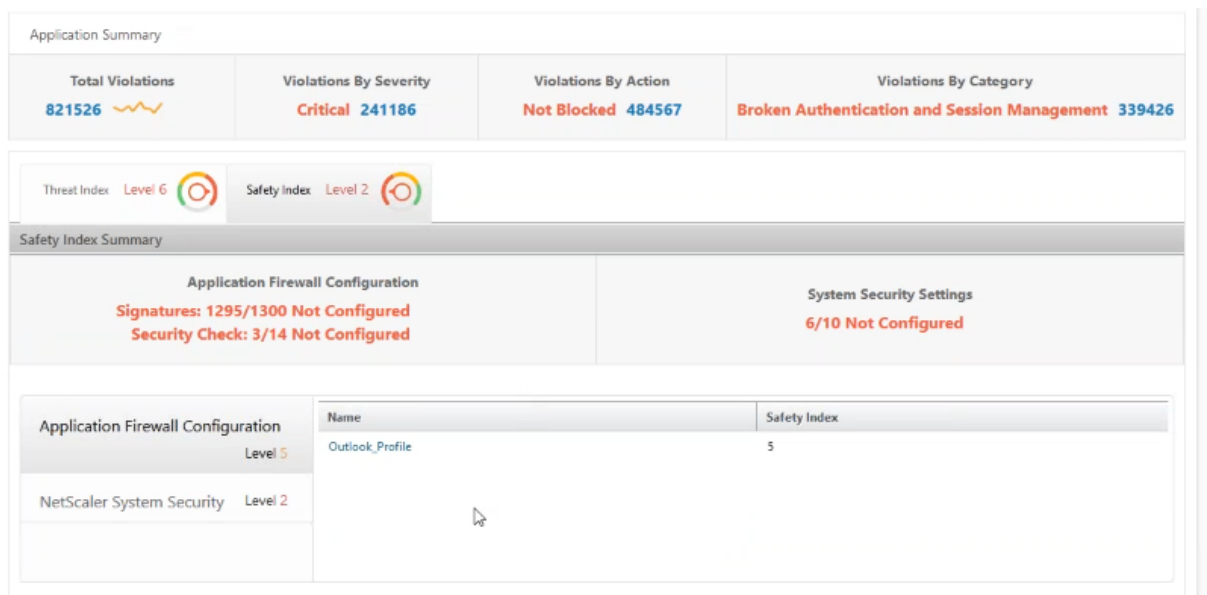 Application Summary
Total Violations
821526
Violations By Severity
Critical 241186
Violations By Action
Not Blocked 484567
Violations By Category
Broken Authentication and Session Management 339426
Threat Index Level 6
Safety Index Level 2
Safety Index Summary
Application Firewall Configuration
Signatures: 1295/1300 Not Configured
Security Check: 3/14 Not Configured
System Security Settings
6/10 Not Configured
Application Firewall Configuration
Level 5
NetScaler System Security Level 2
Name Safety Index
Outlook_Profile 5